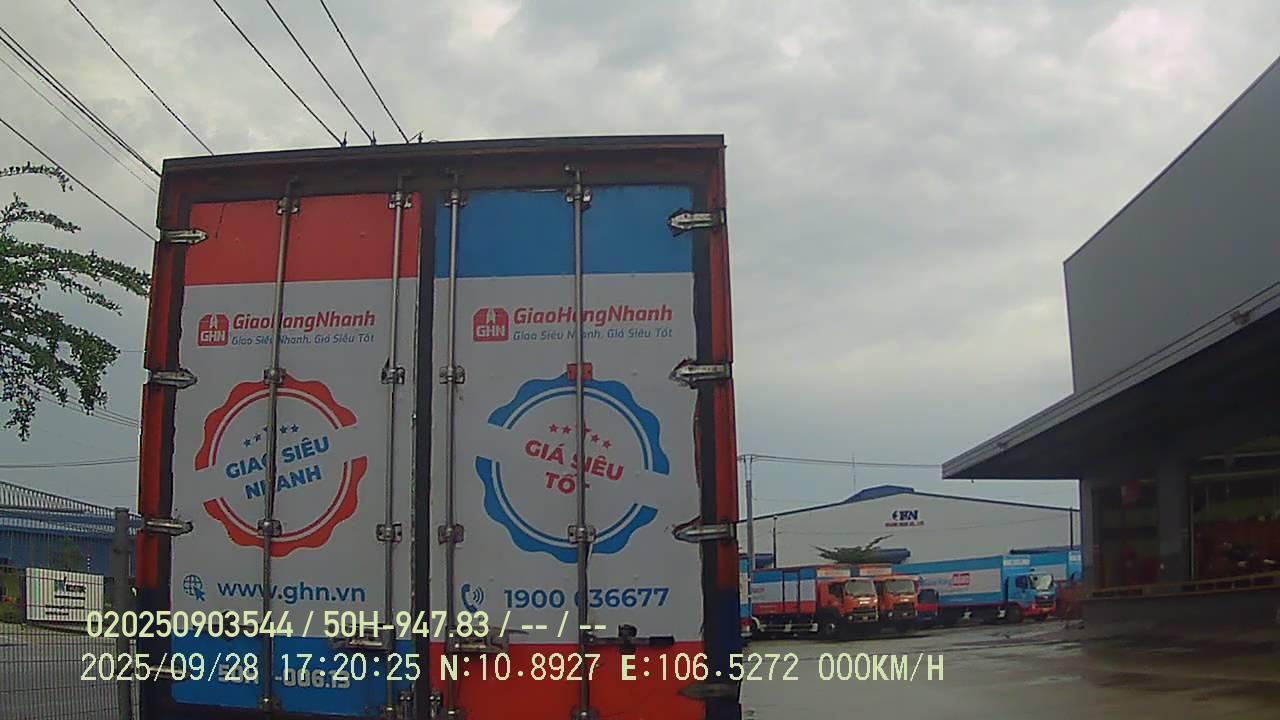 GHN GiaoHangNhanh
Giao Siêu Nhanh, Giá Siêu Tốt
GIAO SIÊU
NHANH
www.ghn.vn
GHN GiaoHangNhanh
Giao Siêu Nhanh, Giá Siêu Tốt
GIÁ SIÊU
TỐT
1900 636677
020250903544 / 50H-947.83 / -- / --
2025/09/28 17:20:25 N:10.8927 E:106.5272 000KM/H